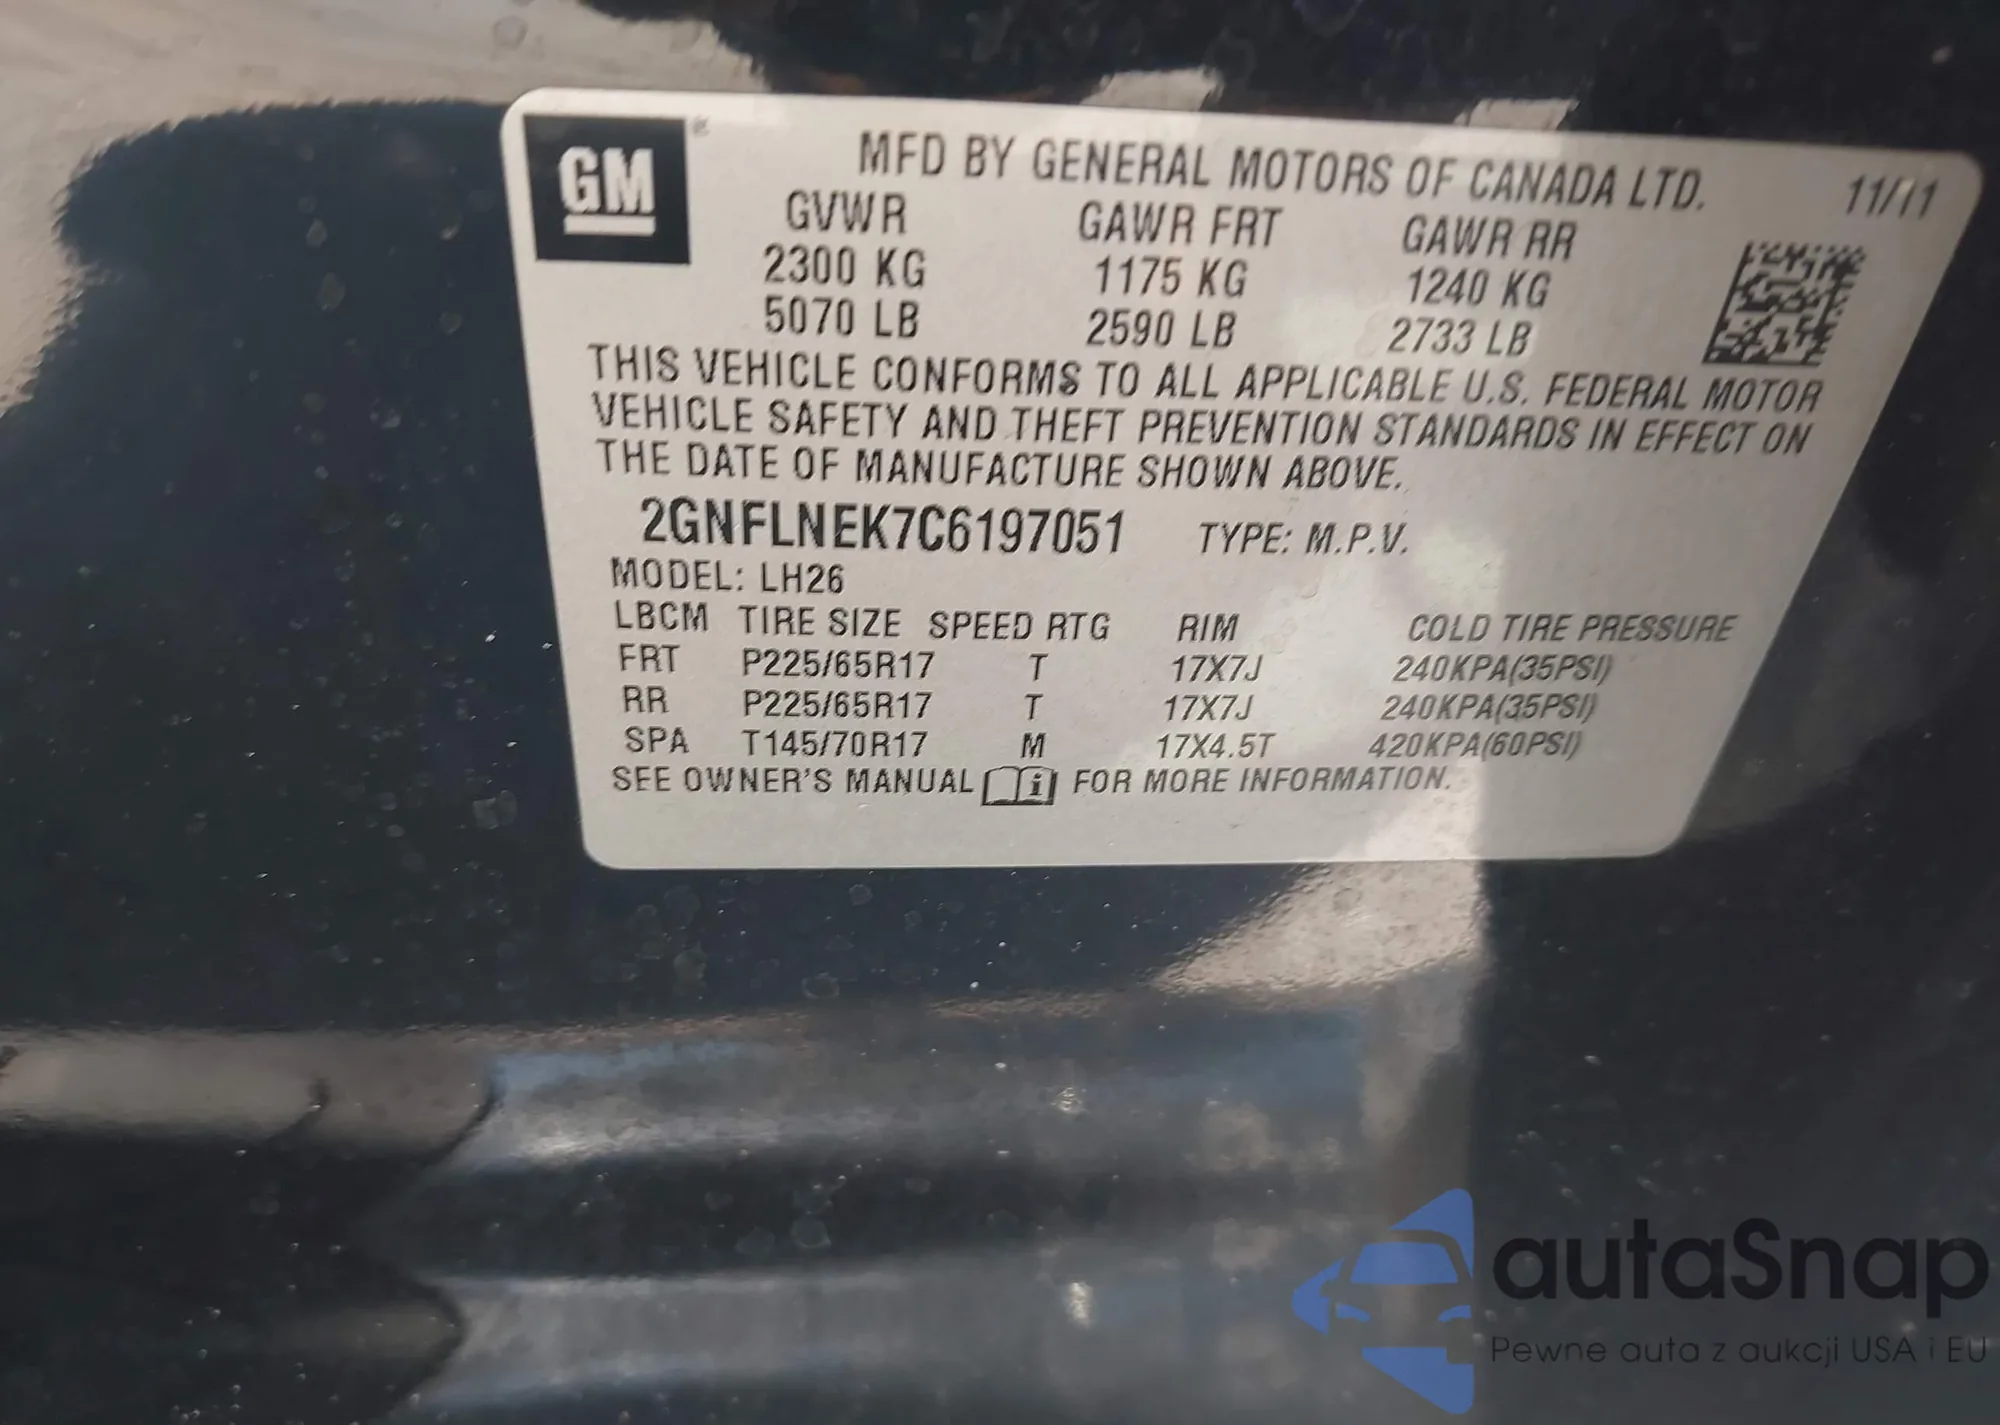 GM ®
MFD BY GENERAL MOTORS OF CANADA LTD. 11/11
GVWR GAWR FRT GAWR RR
2300 KG 1175 KG 1240 KG
5070 LB 2590 LB 2733 LB
THIS VEHICLE CONFORMS TO ALL APPLICABLE U.S. FEDERAL MOTOR
VEHICLE SAFETY AND THEFT PREVENTION STANDARDS IN EFFECT ON
THE DATE OF MANUFACTURE SHOWN ABOVE.
2GNFLNEK7C6197051 TYPE: M.P.V.
MODEL: LH26
LBCM TIRE SIZE SPEED RTG RIM COLD TIRE PRESSURE
FRT P225/65R17 T 17X7J 240KPA(35PSI)
RR P225/65R17 T 17X7J 240KPA(35PSI)
SPA T145/70R17 M 17X4.5T 420KPA(60PSI)
SEE OWNER'S MANUAL i FOR MORE INFORMATION.
autaSnap
Pewne auta z aukcji USA i EU